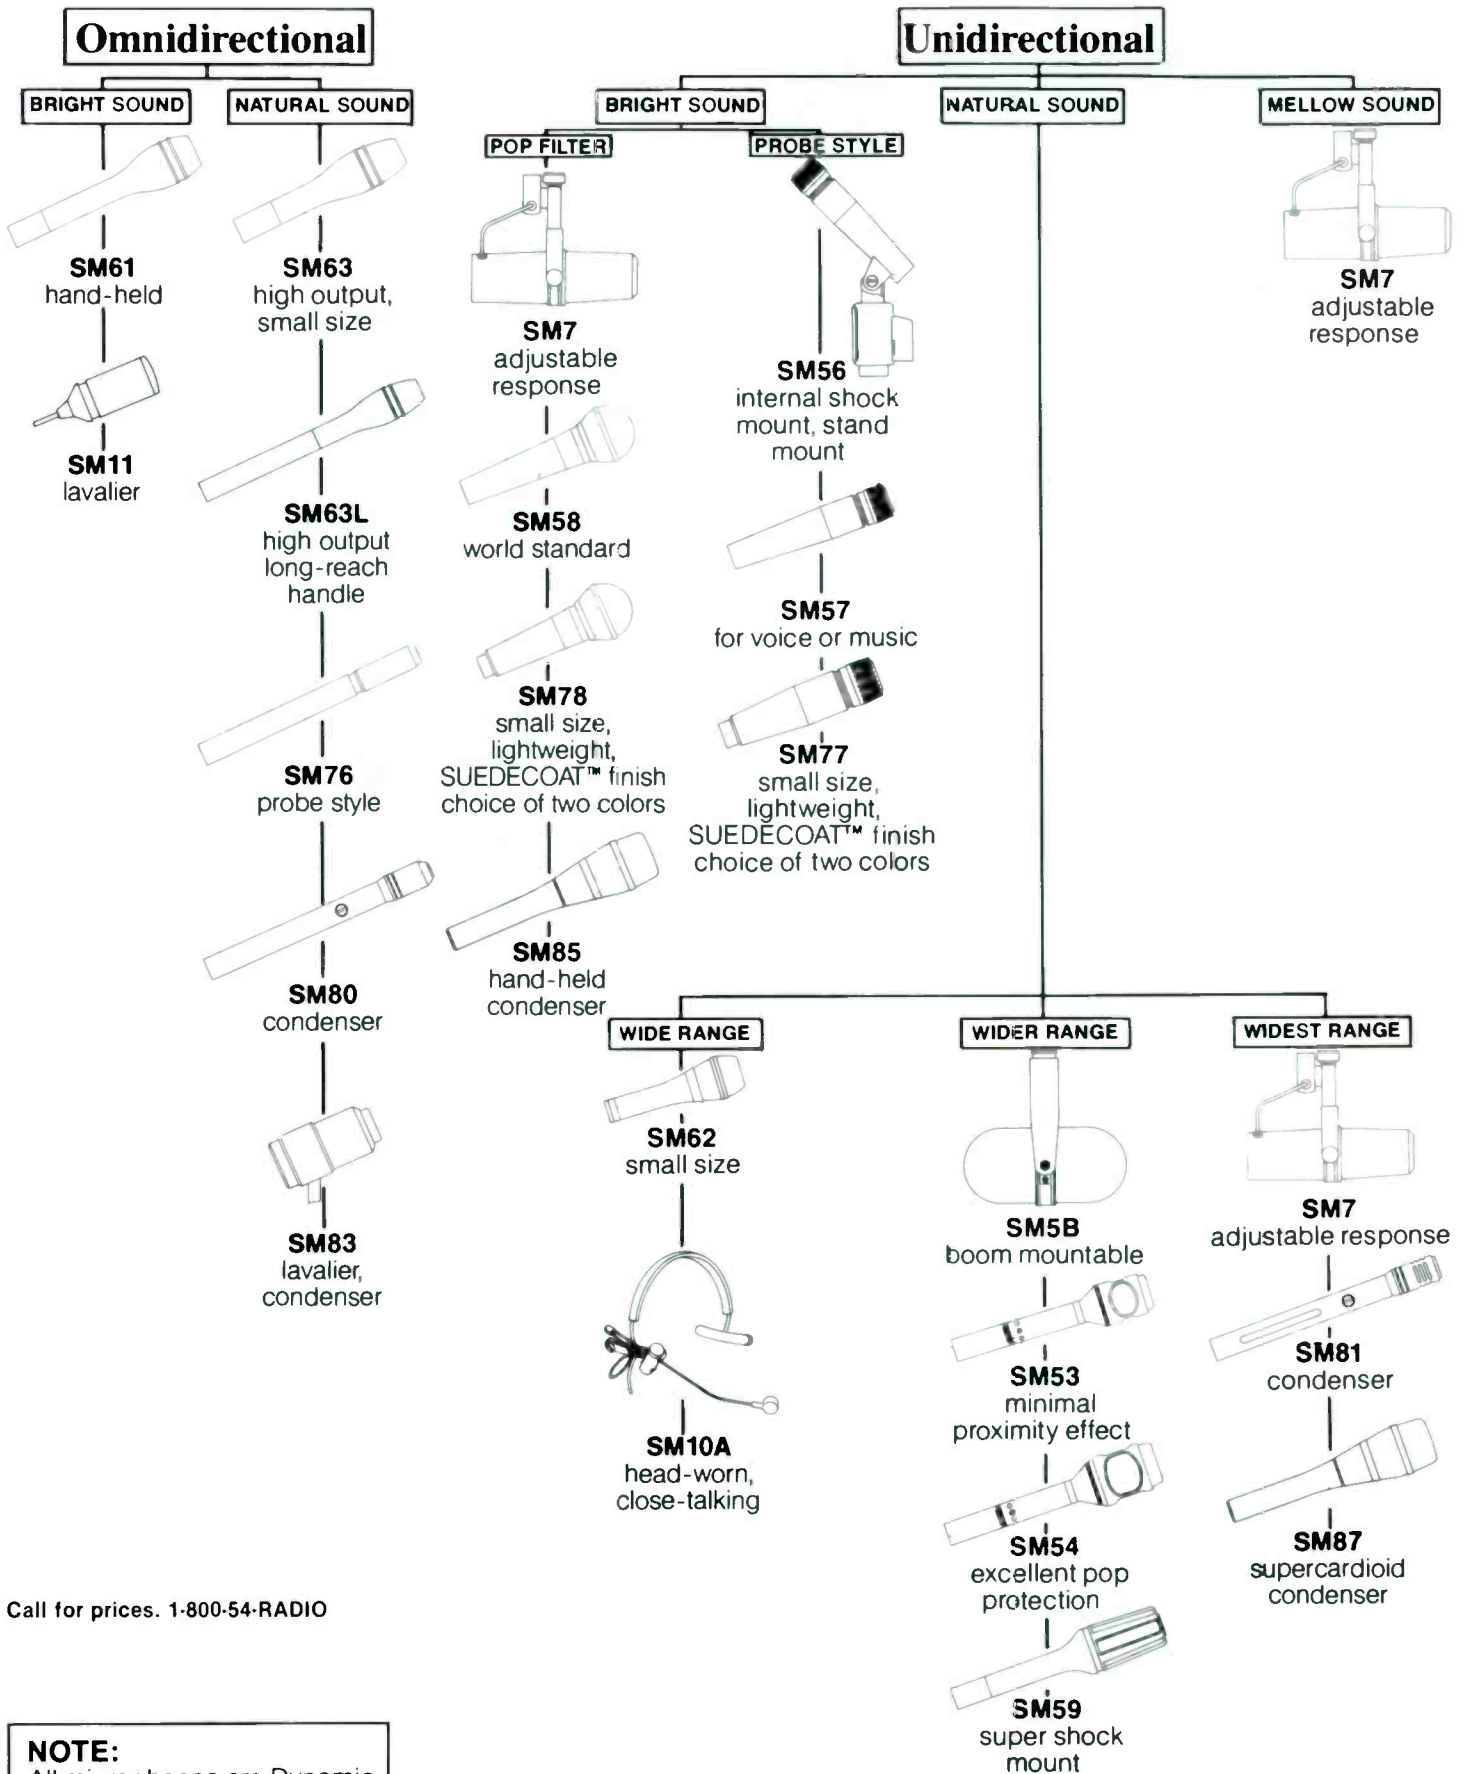 Omnidirectional
BRIGHT SOUND
SM61
hand-held
SM11
lavalier
NATURAL SOUND
SM63
high output,
small size
SM63L
high output
long-reach
handle
SM76
probe style
SM80
condenser
SM83
lavalier,
condenser
Unidirectional
BRIGHT SOUND
POP FILTER
SM7
adjustable
response
SM58
world standard
SM78
small size,
lightweight,
SUEDECOAT™ finish
choice of two colors
SM85
hand-held
condenser
PROBE STYLE
SM56
internal shock
mount, stand
mount
SM57
for voice or music
SM77
small size,
lightweight,
SUEDECOAT™ finish
choice of two colors
NATURAL SOUND
WIDE RANGE
SM62
small size
SM10A
head-worn,
close-talking
WIDER RANGE
SM5B
boom mountable
SM53
minimal
proximity effect
SM54
excellent pop
protection
SM59
super shock
mount
WIDEST RANGE
SM7
adjustable response
SM81
condenser
SM87
supercardioid
condenser
MELLOW SOUND
SM7
adjustable
response
Call for prices. 1-800-54-RADIO
NOTE:
All microphones are Dynamic